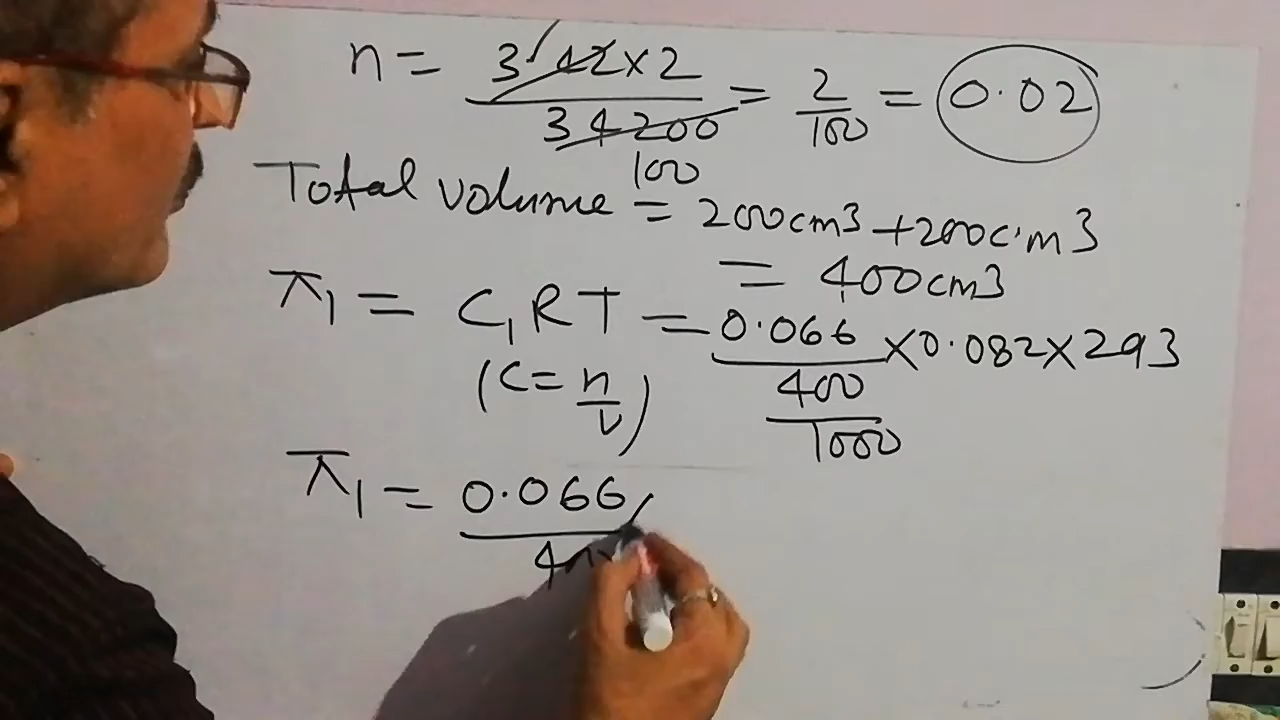 n = 3.42×2 / 34200 = 2 / 100 = 0.02
100
Total volume = 200cm3 + 200cm3
= 400cm3
π1 = C1RT = 0.066 / 400 / 1000 × 0.082 × 293
(C = n / V)
π1 = 0.066 /